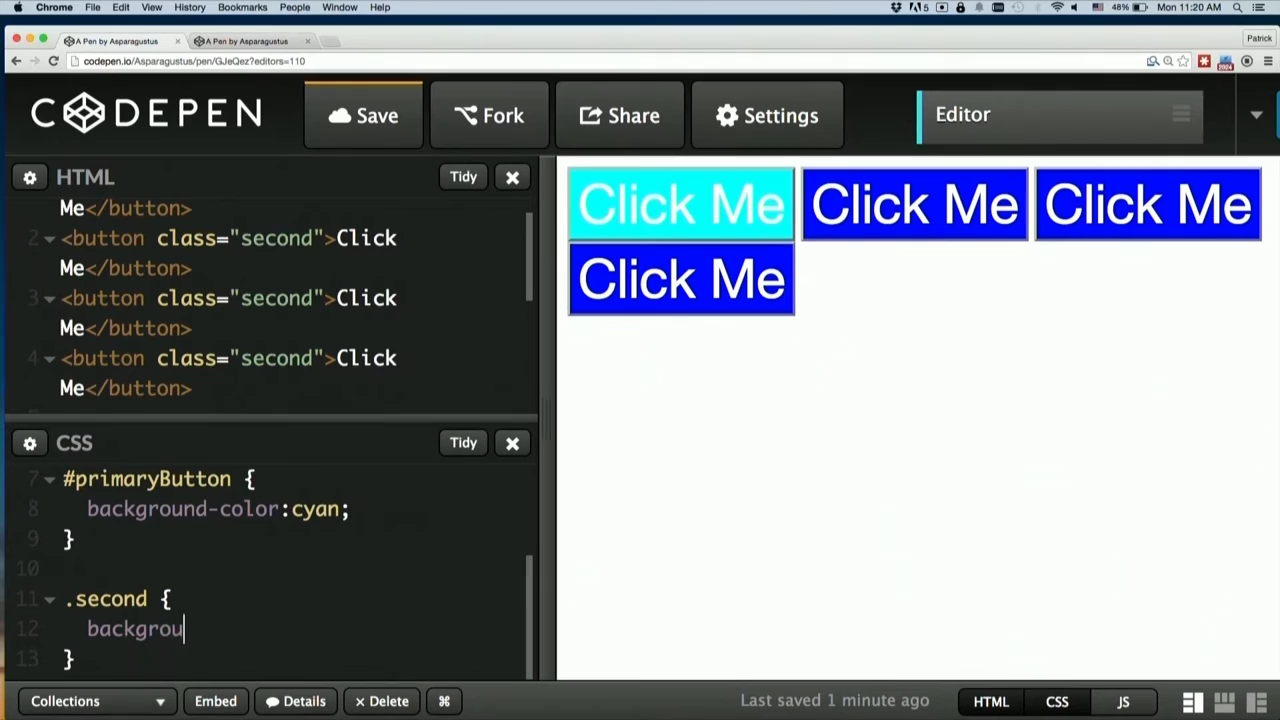 Chrome File Edit View History Bookmarks People Window Help 5 48% Mon 11:20 AM
A Pen by Asparagustus A Pen by Asparagustus Patrick
codepen.io/Asparagustus/pen/GJeQez?editors=110
CODEPEN Save Fork Share Settings Editor
HTML Tidy
Me</button>
2 <button class="second">Click
Me</button>
3 <button class="second">Click
Me</button>
4 <button class="second">Click
Me</button>
CSS Tidy
7 #primaryButton {
8 background-color:cyan;
9 }
10
11 .second {
12 backgrou
13 }
Click Me Click Me Click Me
Click Me
Collections Embed Details × Delete ⌘ Last saved 1 minute ago HTML CSS JS